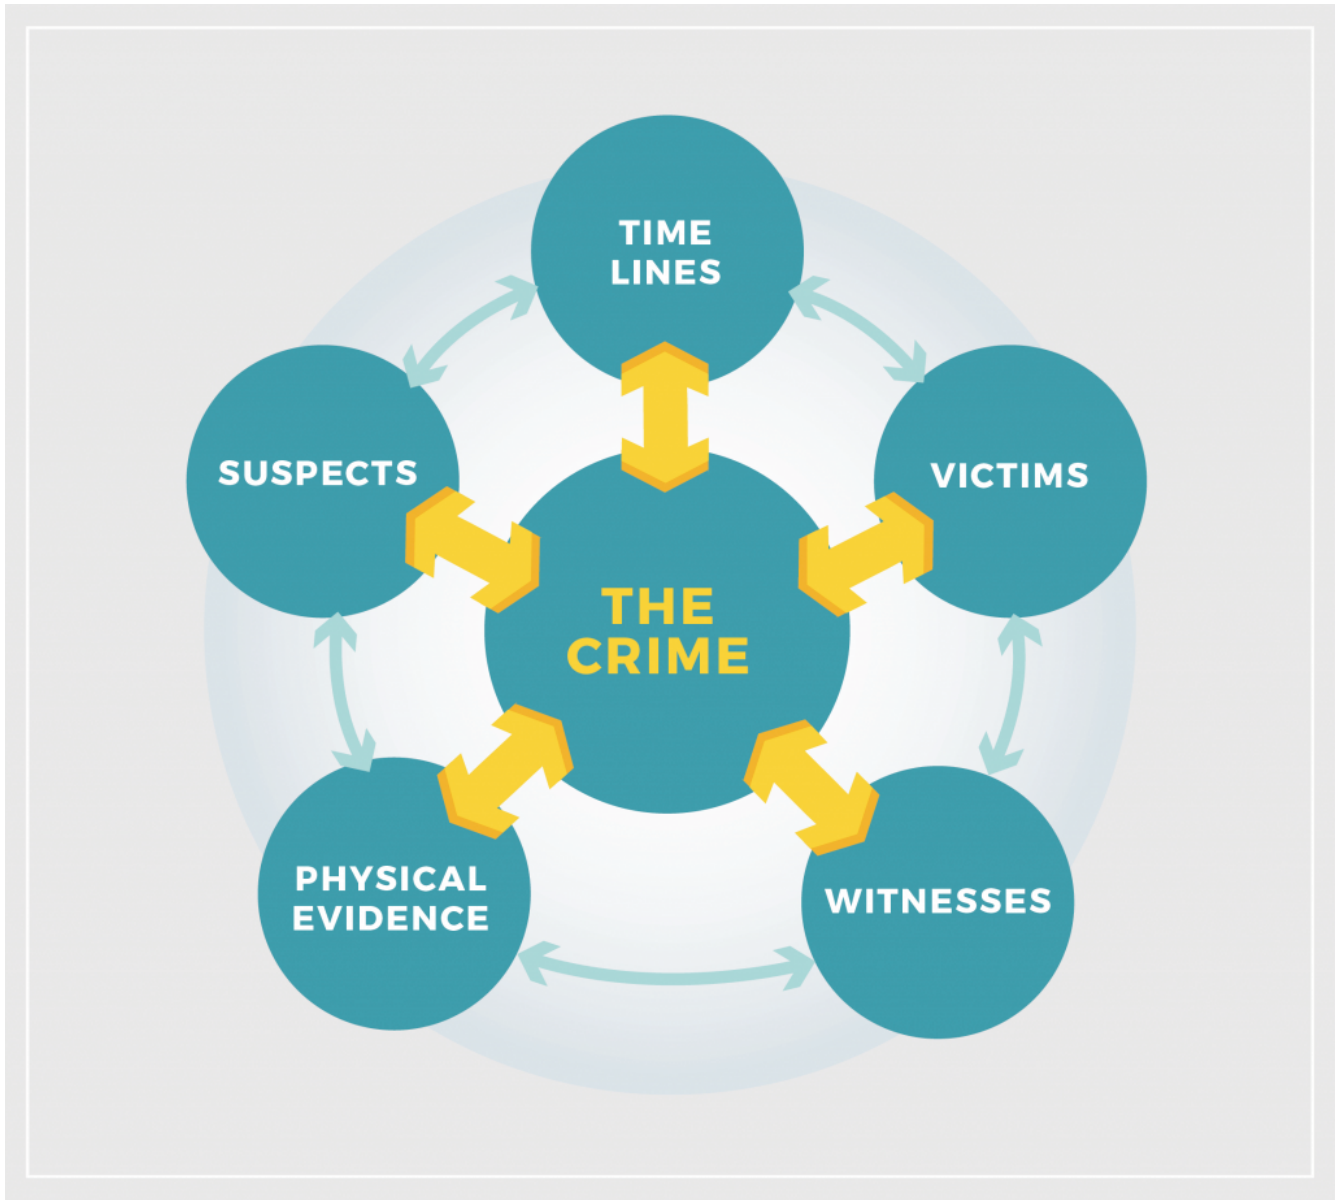 TIME
LINES
SUSPECTS
VICTIMS
THE
CRIME
PHYSICAL
EVIDENCE
WITNESSES